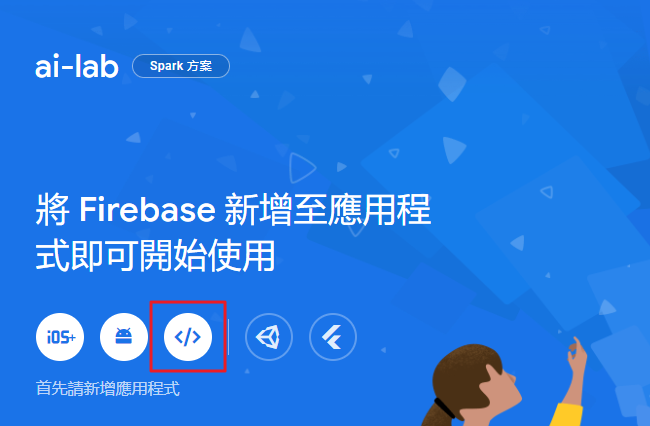 ai-lab
Spark 方案
將 Firebase 新增至應用程
式即可開始使用
iOS+
</>
首先請新增應用程式